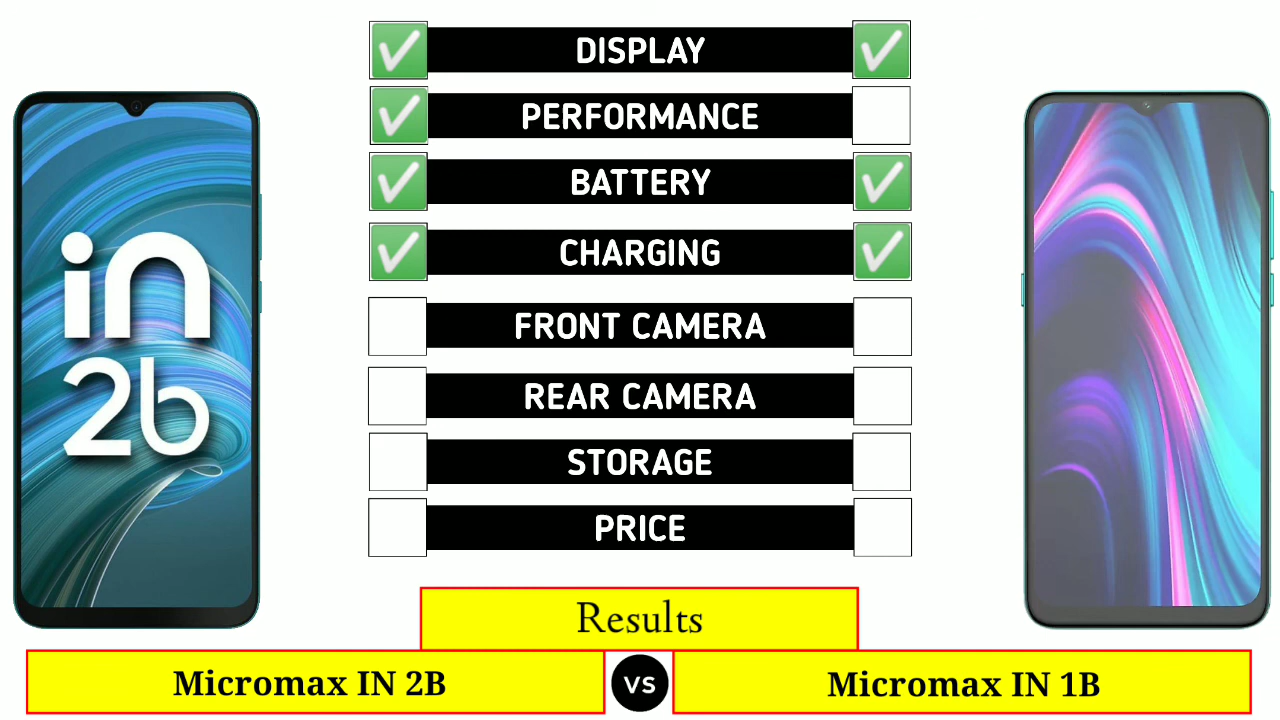 DISPLAY
PERFORMANCE
BATTERY
CHARGING
FRONT CAMERA
REAR CAMERA
STORAGE
PRICE
in
2b
Results
Micromax IN 2B
vs
Micromax IN 1B